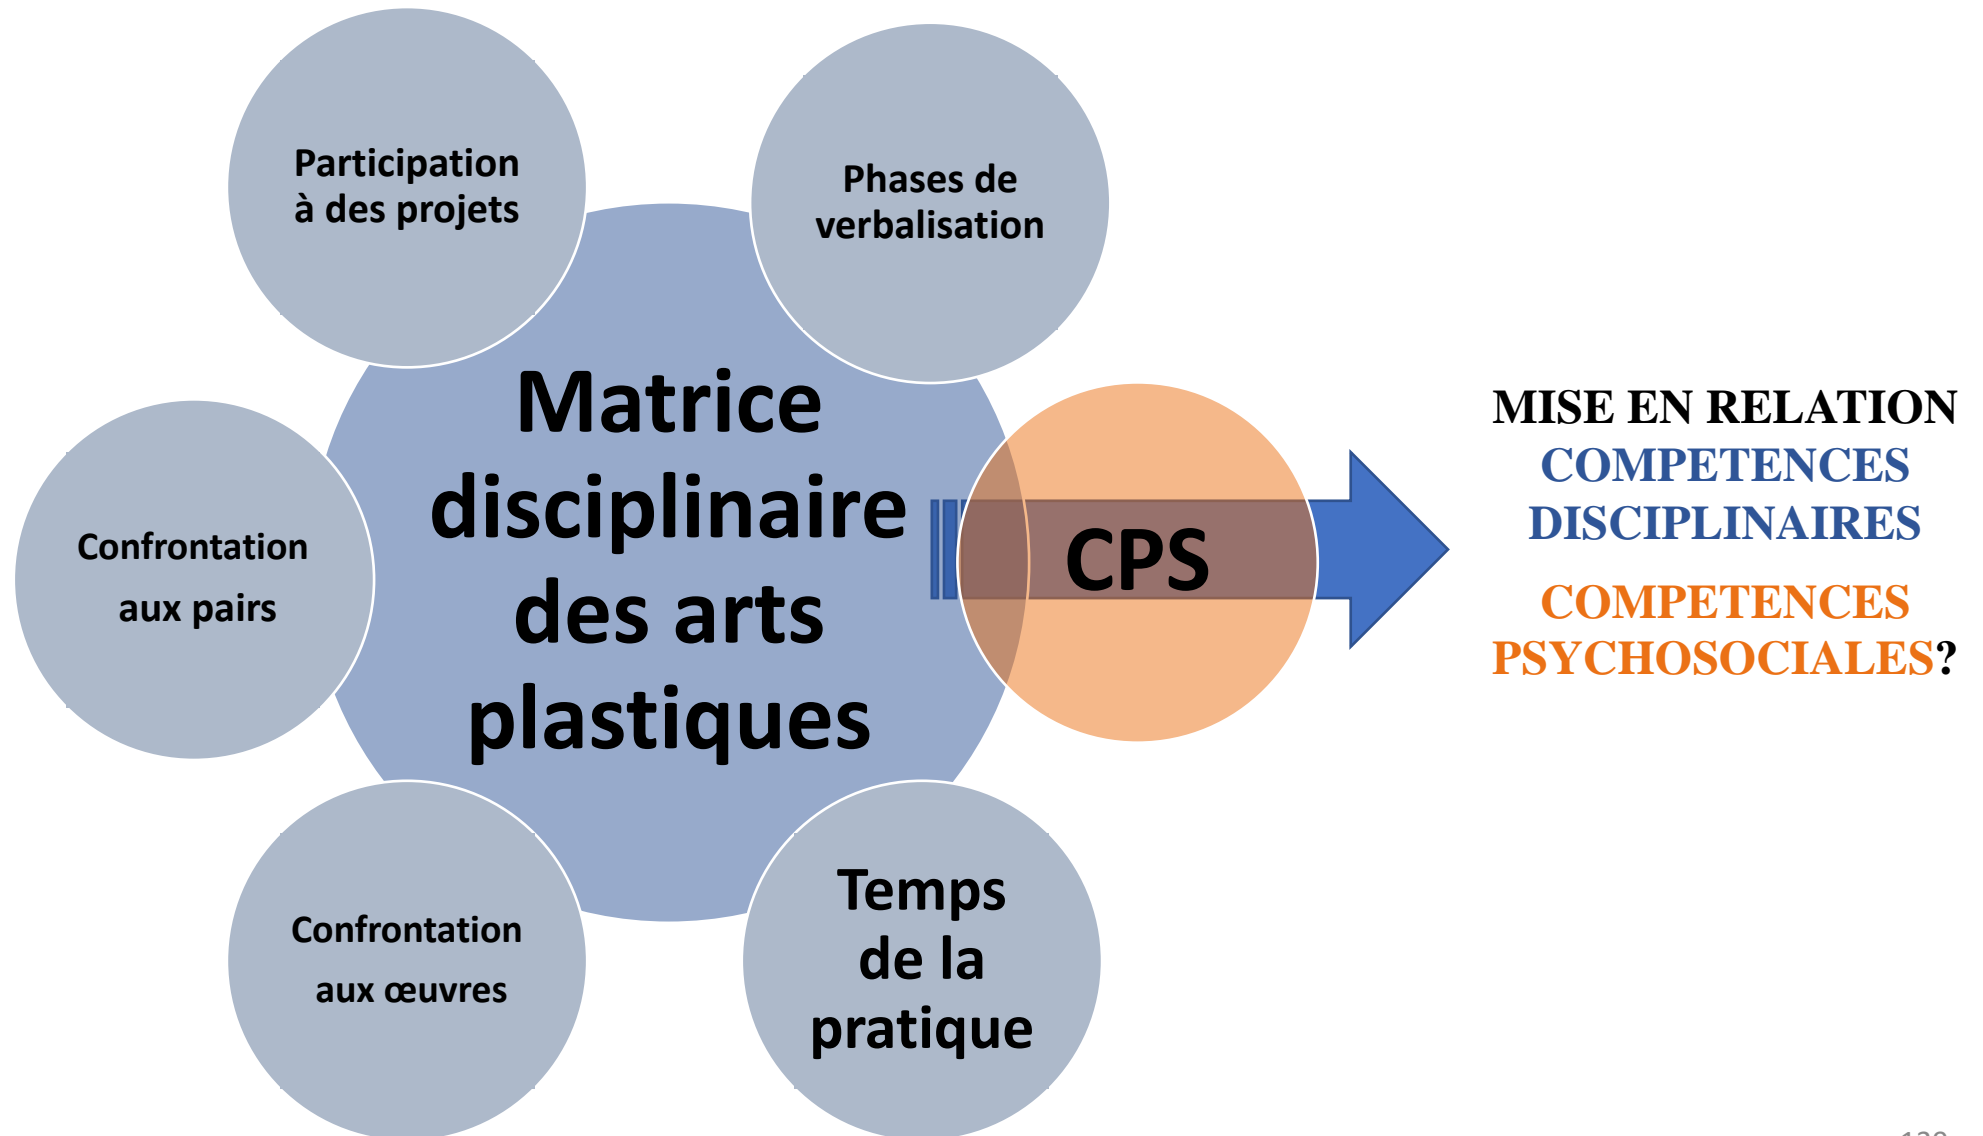 Participation
à des projets
Phases de
verbalisation
Confrontation
aux pairs
Matrice
disciplinaire
des arts
plastiques
CPS
MISE EN RELATION
COMPETENCES
DISCIPLINAIRES
COMPETENCES
PSYCHOSOCIALES?
Confrontation
aux œuvres
Temps
de la
pratique